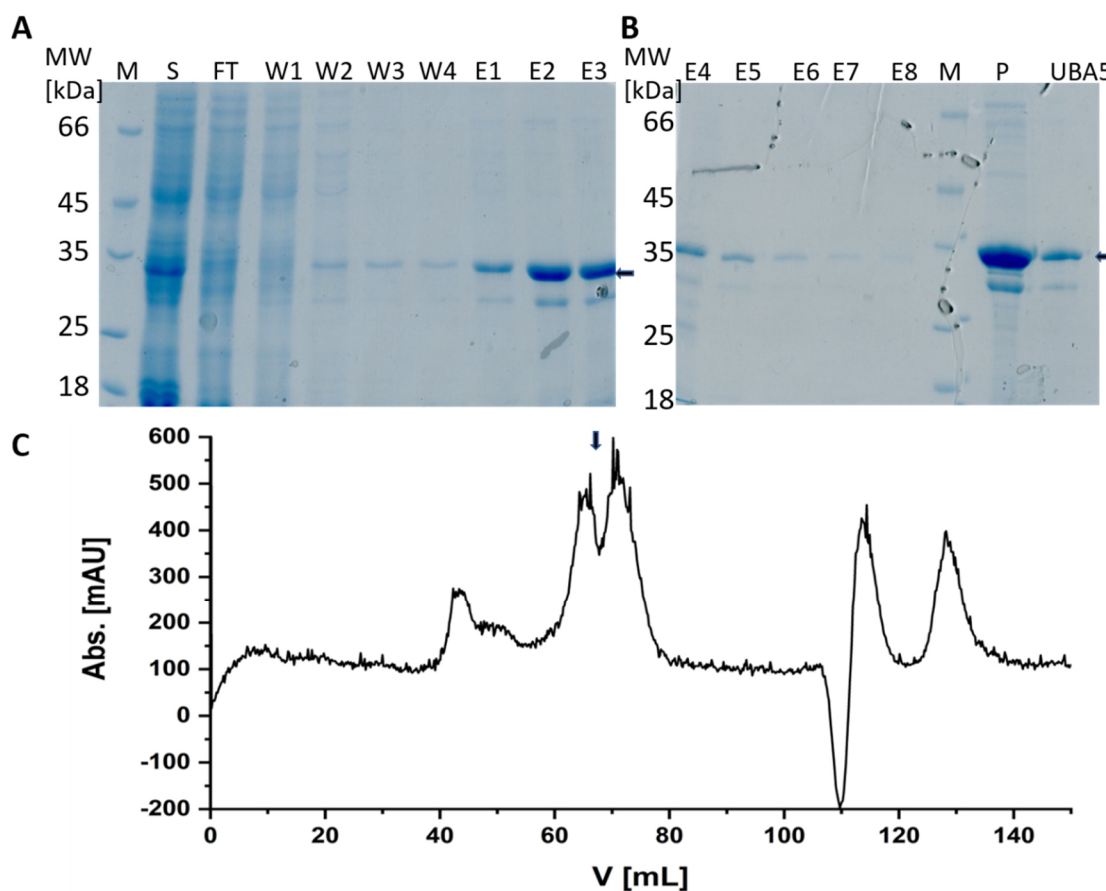 A
MW
[kDa]
M S FT W1 W2 W3 W4 E1 E2 E3
66
45
35
25
18
B
MW
[kDa]
E4 E5 E6 E7 E8 M P UBA5
66
45
35
25
18
C
Abs. [mAU]
600
500
400
300
200
100
0
-100
-200
0 20 40 60 80 100 120 140
V [mL]